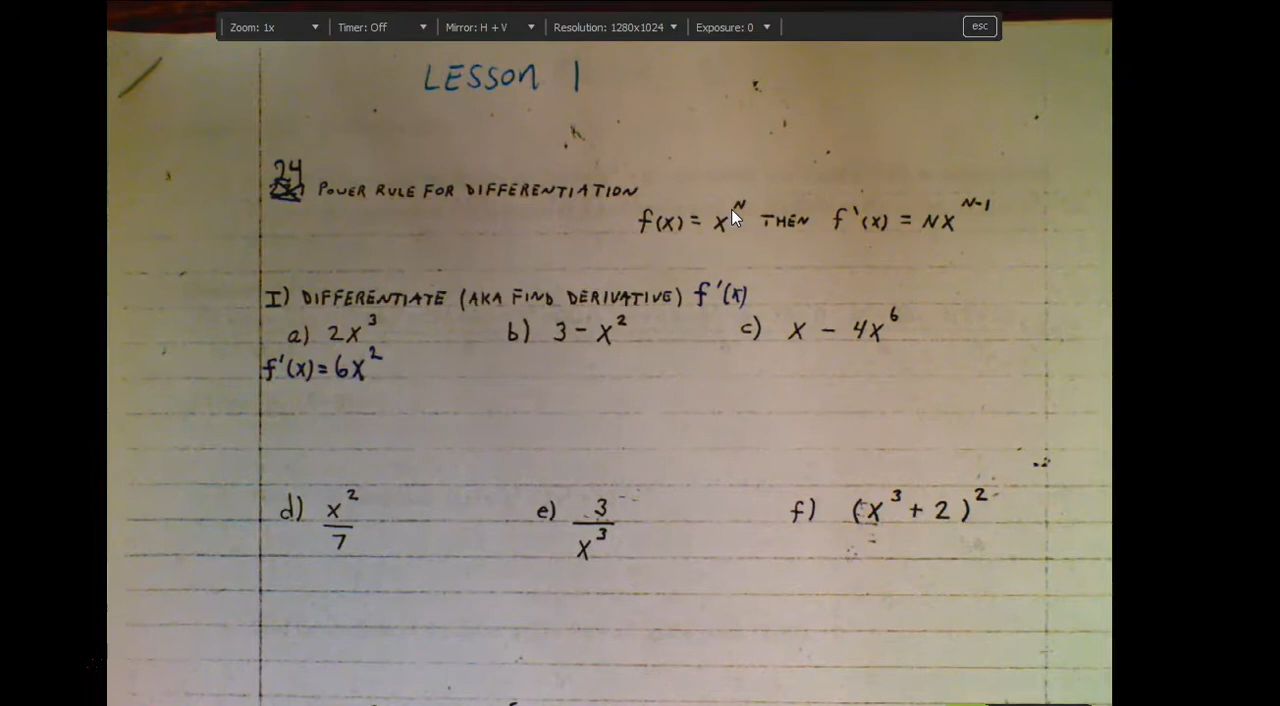 Zoom: 1x Timer: Off Mirror: H + V Resolution: 1280x1024 Exposure: 0 esc
LESSON 1
24
POWER RULE FOR DIFFERENTIATION
f(x) = x^N THEN f'(x) = Nx^N-1
I) DIFFERENTIATE (AKA FIND DERIVATIVE) f'(x)
a) 2x^3 b) 3 - x^2 c) x - 4x^6
f'(x) = 6x^2
d) x^2/7 e) 3/x^3 f) (x^3 + 2)^2